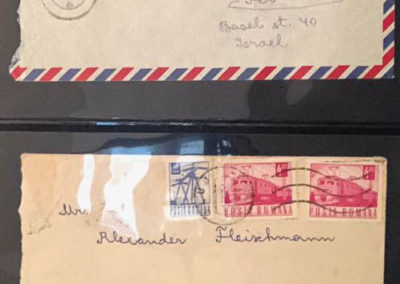 Basel st. 40
Israel
POSTA ROMANA
POSTA ROMANA
POSTA ROMANA
Mr.
Alexander Fleischmann